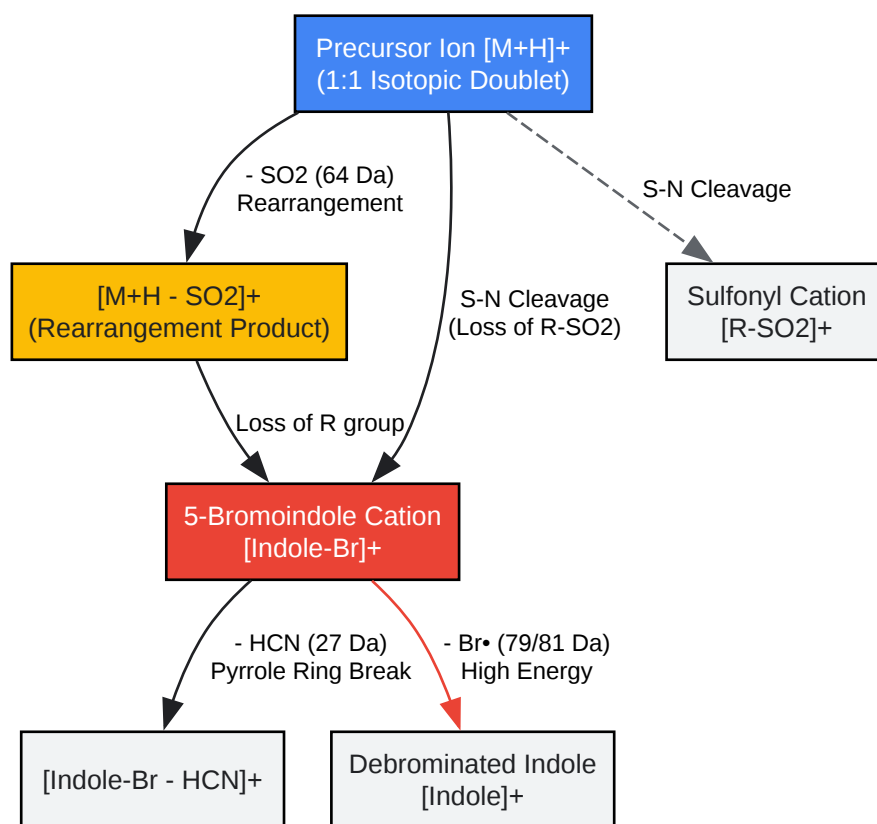 Precursor Ion [M+H]+
(1:1 Isotopic Doublet)
- SO2 (64 Da)
Rearrangement
S-N Cleavage
[M+H - SO2]+
(Rearrangement Product)
S-N Cleavage
(Loss of R-SO2)
Sulfonyl Cation
[R-SO2]+
Loss of R group
5-Bromoindole Cation
[Indole-Br]+
- HCN (27 Da)
Pyrrole Ring Break
- Br• (79/81 Da)
High Energy
[Indole-Br - HCN]+
Debrominated Indole
[Indole]+